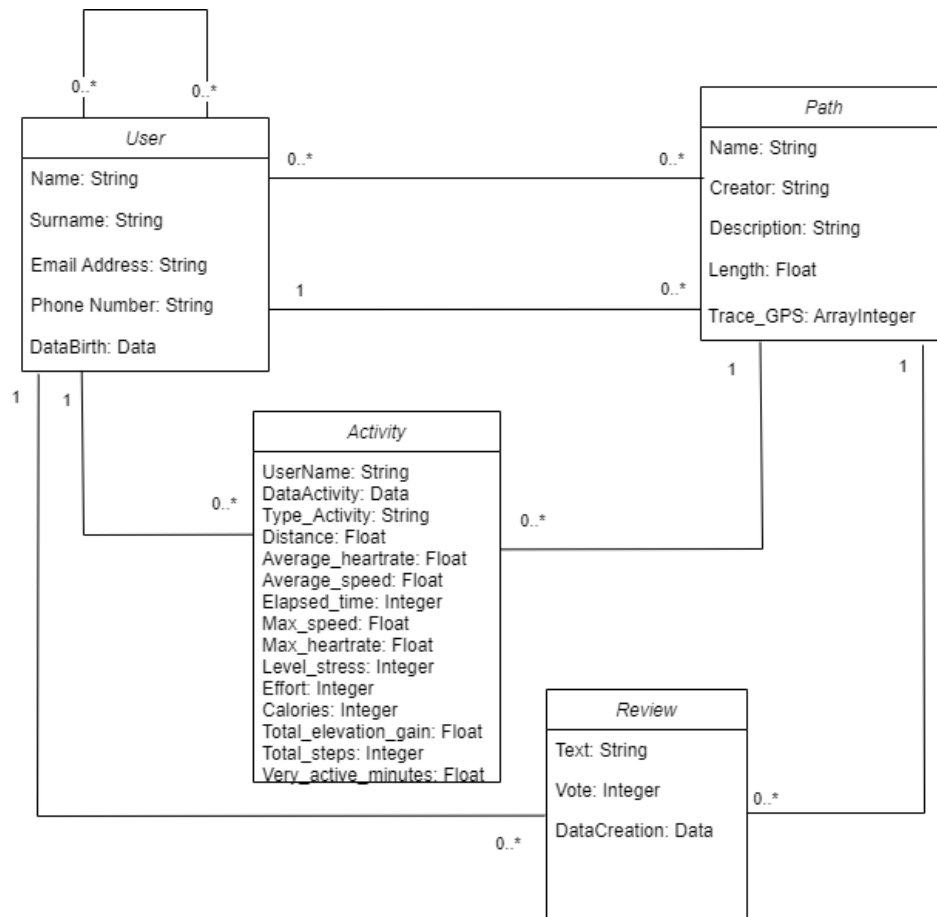 0..*
0..*
User
Name: String
Surname: String
Email Address: String
Phone Number: String
DataBirth: Data
0..*
0..*
1
0..*
Path
Name: String
Creator: String
Description: String
Length: Float
Trace_GPS: ArrayInteger
1
1
1
1
0..*
0..*
Activity
UserName: String
DataActivity: Data
Type_Activity: String
Distance: Float
Average_heartrate: Float
Average_speed: Float
Elapsed_time: Integer
Max_speed: Float
Max_heartrate: Float
Level_stress: Integer
Effort: Integer
Calories: Integer
Total_elevation_gain: Float
Total_steps: Integer
Very_active_minutes: Float
Review
Text: String
Vote: Integer
DataCreation: Data
0..*
0..*